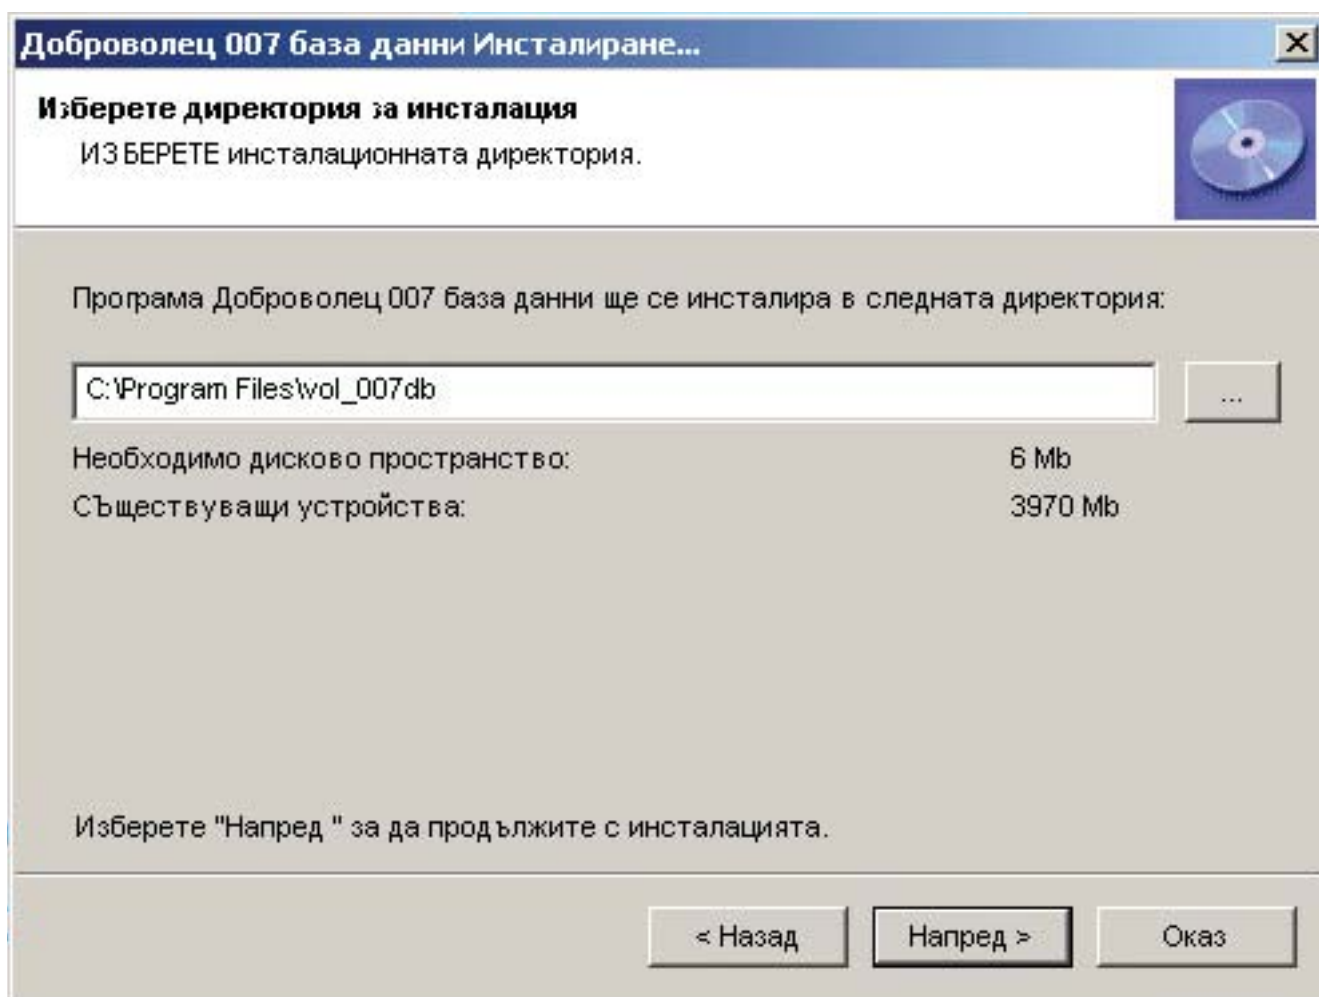 Доброволец 007 база данни Инсталиране...
Изберете директория за инсталация
ИЗБЕРЕТЕ инсталационната директория.
Програма Доброволец 007 база данни ще се инсталира в следната директория:
C:\Program Files\vol_007db
...
Необходимо дисково пространство: 6 Mb
СЪществуващи устройства: 3970 Mb
Изберете "Напред " за да продължите с инсталацията.
< Назад Напред > Оказ